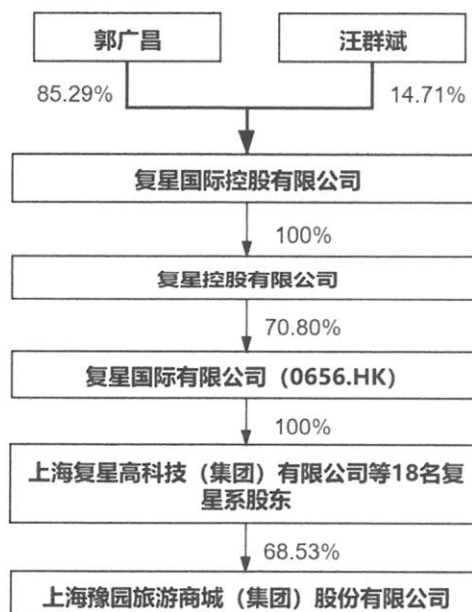 郭广昌
汪群斌
85.29%
14.71%
复星国际控股有限公司
100%
复星控股有限公司
70.80%
复星国际有限公司（0656.HK）
100%
上海复星高科技（集团）有限公司等18名复
星系股东
68.53%
上海豫园旅游商城（集团）股份有限公司